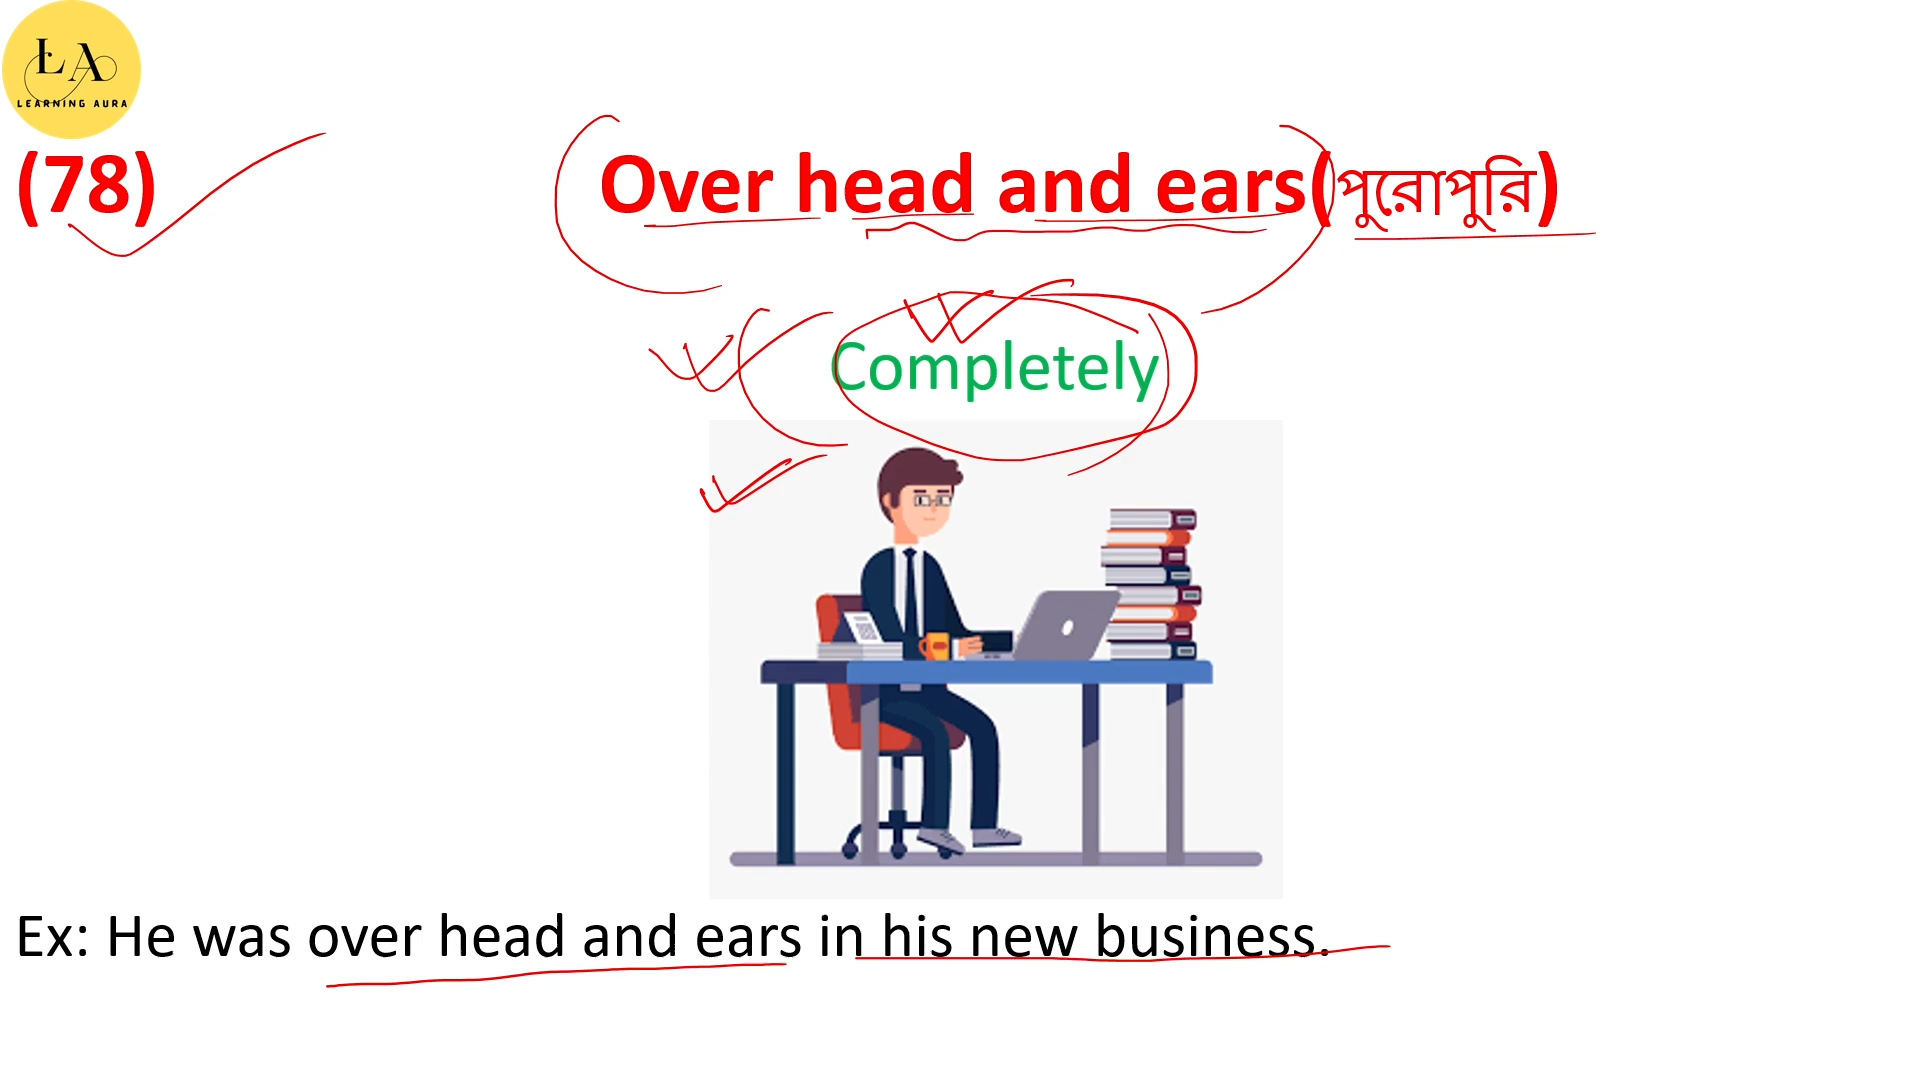 LA
LEARNING AURA
(78) Over head and ears(পুরোপুরি)
Completely
Ex: He was over head and ears in his new business.